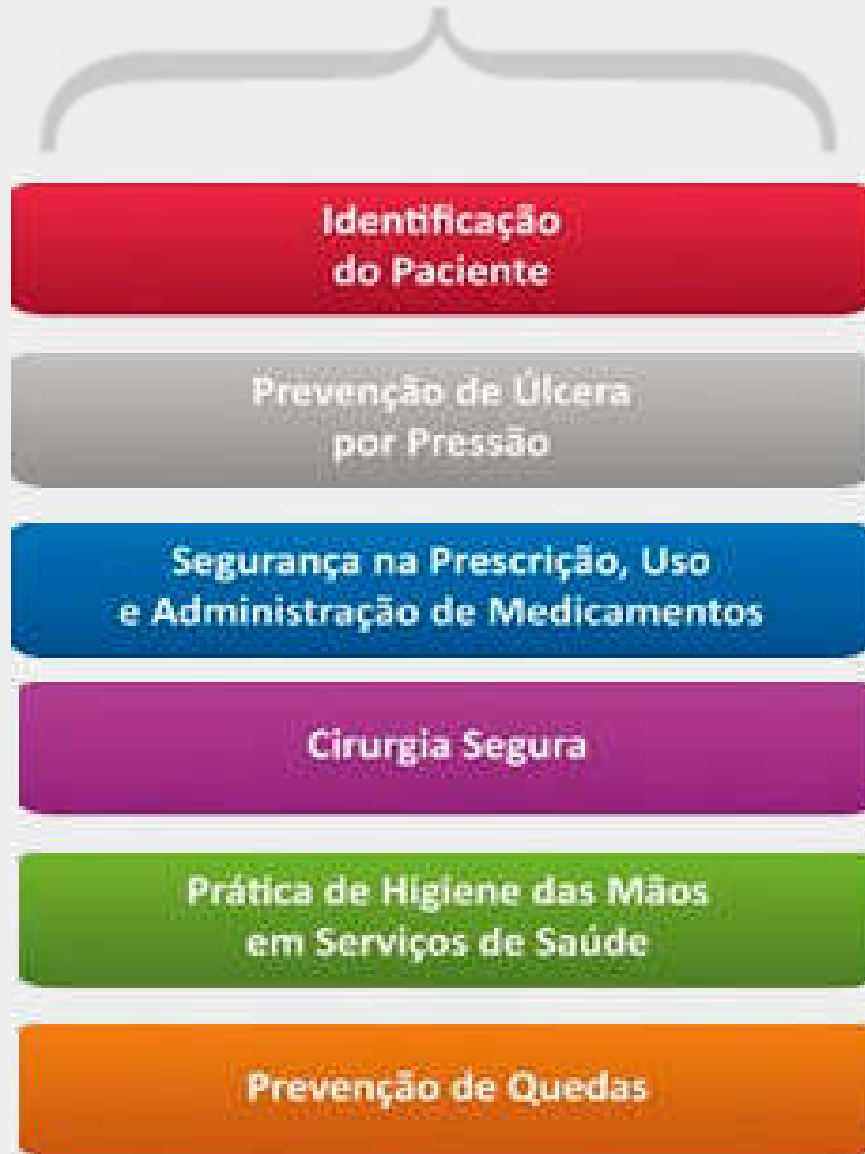 Identificação
do Paciente
Prevenção de Úlcera
por Pressão
Segurança na Prescrição, Uso
e Administração de Medicamentos
Cirurgia Segura
Prática de Higiene das Mãos
em Serviços de Saúde
Prevenção de Quedas